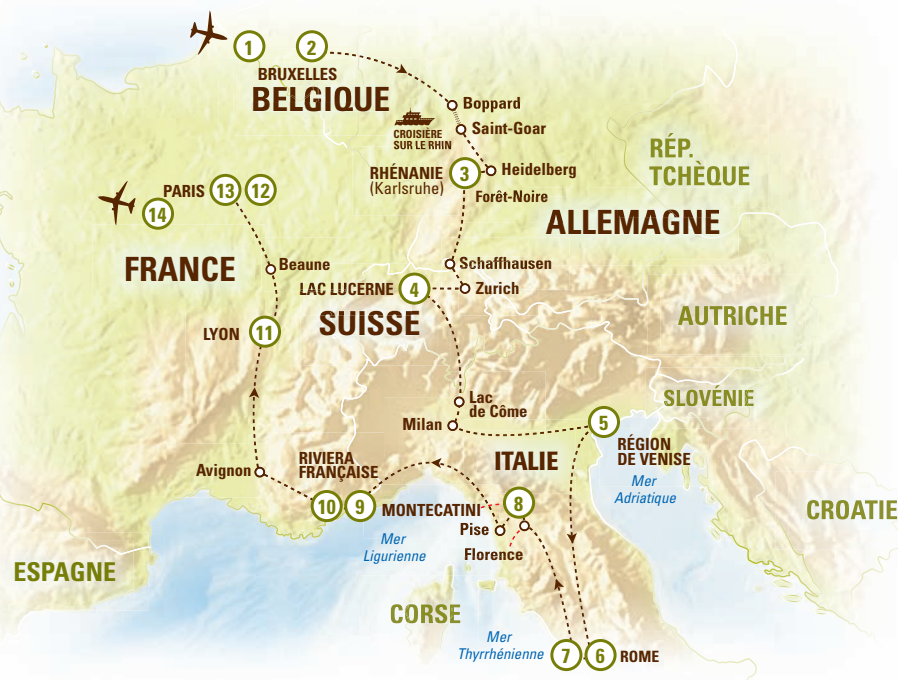 1
2
BRUXELLES
BELGIQUE
Boppard
CROISIÈRE
SUR LE RHIN
Saint-Goar
RÉP.
TCHÈQUE
RHÉNANIE
(Karlsruhe)
3
Heidelberg
Forêt-Noire
PARIS
13
12
14
ALLEMAGNE
FRANCE
Beaune
Schaffhausen
LAC LUCERNE
4
Zurich
SUISSE
AUTRICHE
LYON
11
SLOVÉNIE
Lac
de Côme
Milan
5
RÉGION
DE VENISE
ITALIE
Avignon
RIVIERA
FRANÇAISE
Mer
Adriatique
10
9
MONTECATINI
8
CROATIE
Pise
Florence
Mer
Ligurienne
ESPAGNE
CORSE
Mer
Thyrrhénienne
7
6
ROME